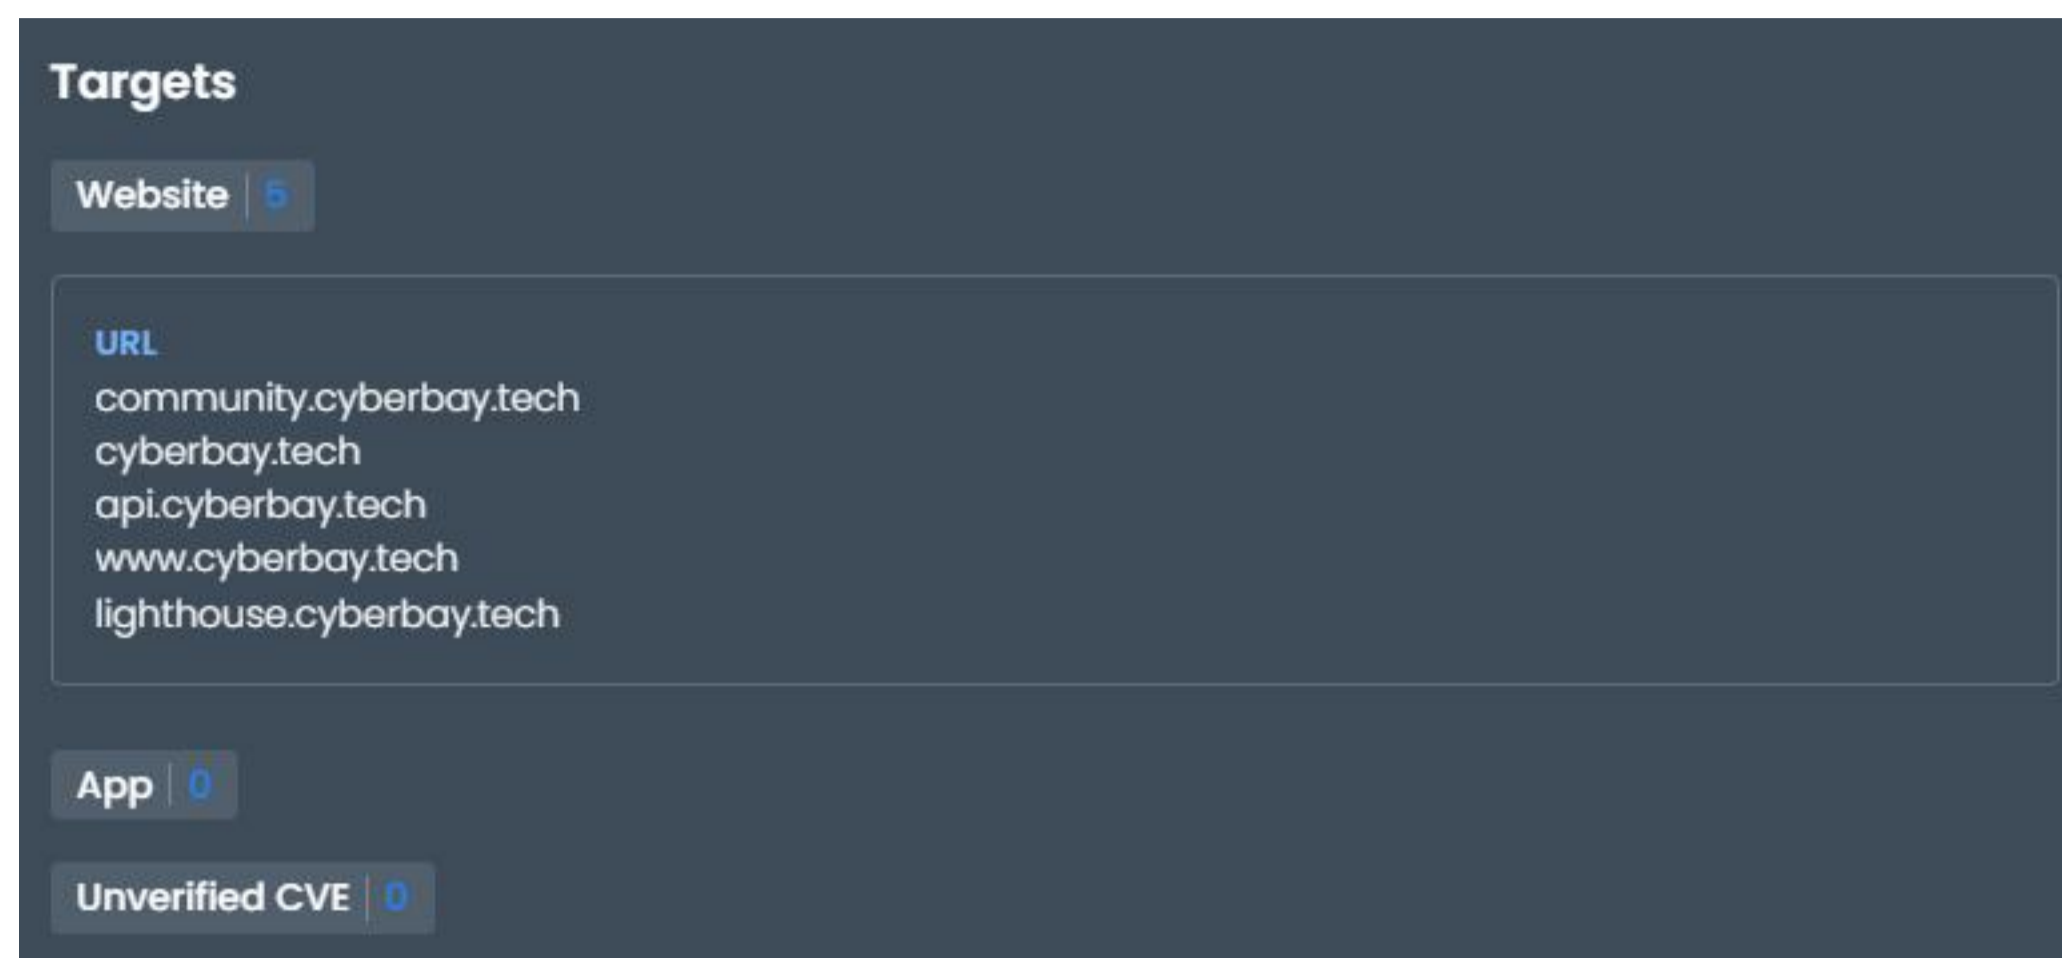 Targets
Website | 5
URL
community.cyberbay.tech
cyberbay.tech
api.cyberbay.tech
www.cyberbay.tech
lighthouse.cyberbay.tech
App | 0
Unverified CVE | 0